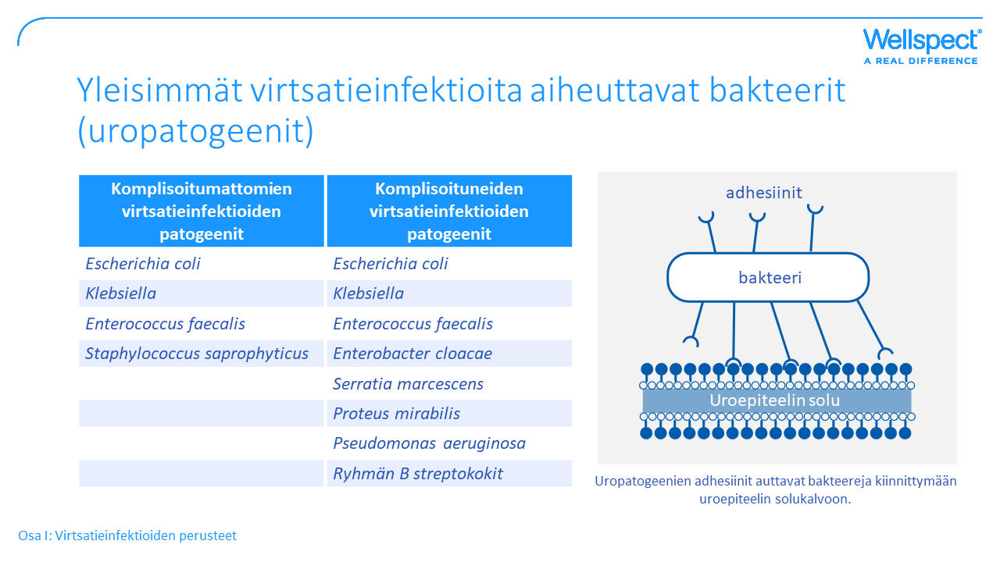 Wellspect®
A REAL DIFFERENCE
Yleisimmät virtsatieinfektioita aiheuttavat bakteerit
(uropatogeenit)
Komplisoitumattomien
virtsatieinfektioiden
patogeenit
Komplisoituneiden
virtsatieinfektioiden
patogeenit
Escherichia coli
Escherichia coli
Klebsiella
Klebsiella
Enterococcus faecalis
Enterococcus faecalis
Staphylococcus saprophyticus
Enterobacter cloacae
Serratia marcescens
Proteus mirabilis
Pseudomonas aeruginosa
Ryhmän B streptokokit
adhesiinit
bakteeri
Uroepiteelin solu
Uropatogeenien adhesiinit auttavat bakteereja kiinnittymään
uroepiteelin solukalvoon.
Osa I: Virtsatieinfektioiden perusteet